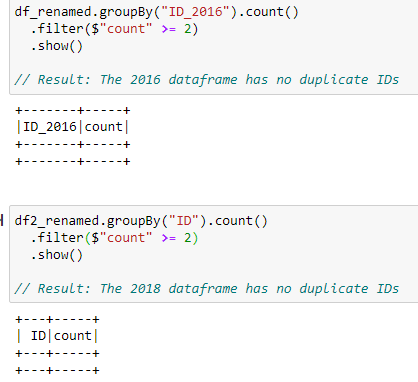 df_renamed.groupBy("ID_2016").count()
  .filter($"count" >= 2)
  .show()
// Result: The 2016 dataframe has no duplicate IDs
+-------+-----+
|ID_2016|count|
+-------+-----+
+-------+-----+
df2_renamed.groupBy("ID").count()
  .filter($"count" >= 2)
  .show()
// Result: The 2018 dataframe has no duplicate IDs
+---+-----+
| ID|count|
+---+-----+
+---+-----+